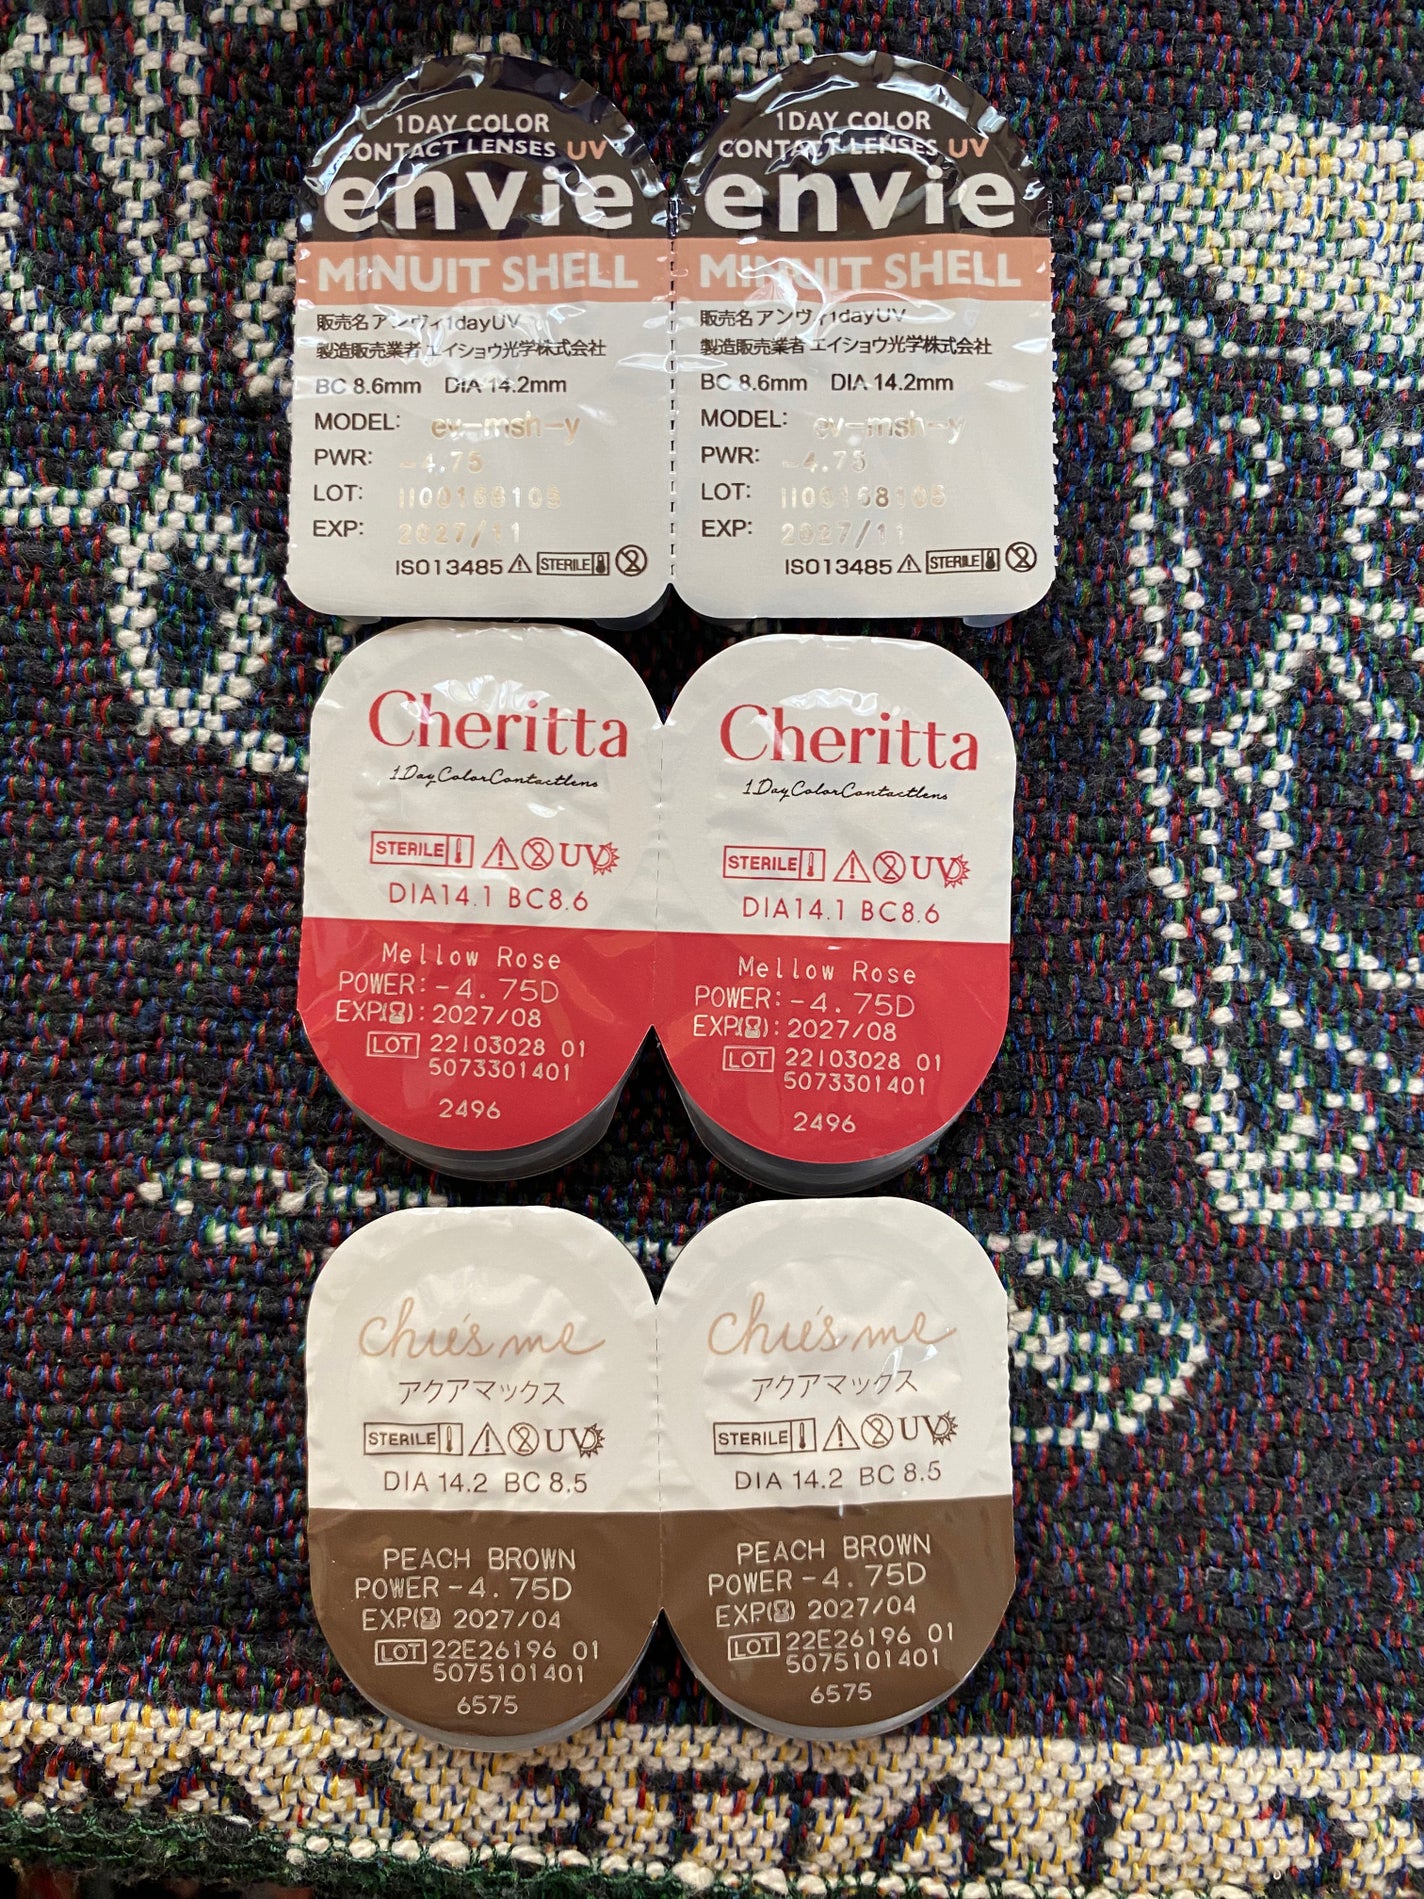 1DAY COLOR
CONTACT LENSES UV
envie
MINUIT SHELL
販売名 アンヴィ1dayUV
製造販売業者 エイショウ光学株式会社
BC 8.6mm DIA 14.2mm
MODEL: ev-msh-y
PWR: -4.75
LOT: 1100168105
EXP: 2027/11
ISO13485 STERILE
1DAY COLOR
CONTACT LENSES UV
envie
MINUIT SHELL
販売名 アンヴィ1dayUV
製造販売業者 エイショウ光学株式会社
BC 8.6mm DIA 14.2mm
MODEL: ev-msh-y
PWR: -4.75
LOT: 1100168105
EXP: 2027/11
ISO13485 STERILE
Cheritta
1DayColorContactlens
STERILE UV
DIA14.1 BC8.6
Mellow Rose
POWER:-4.75D
EXP(): 2027/08
LOT 22103028 01
5073301401
2496
Cheritta
1DayColorContactlens
STERILE UV
DIA14.1 BC8.6
Mellow Rose
POWER:-4.75D
EXP(): 2027/08
LOT 22103028 01
5073301401
2496
chu's me
アクアマックス
STERILE UV
DIA 14.2 BC 8.5
PEACH BROWN
POWER-4.75D
EXP.() 2027/04
LOT 22E26196 01
5075101401
6575
chu's me
アクアマックス
STERILE UV
DIA 14.2 BC 8.5
PEACH BROWN
POWER-4.75D
EXP.() 2027/04
LOT 22E26196 01
5075101401
6575